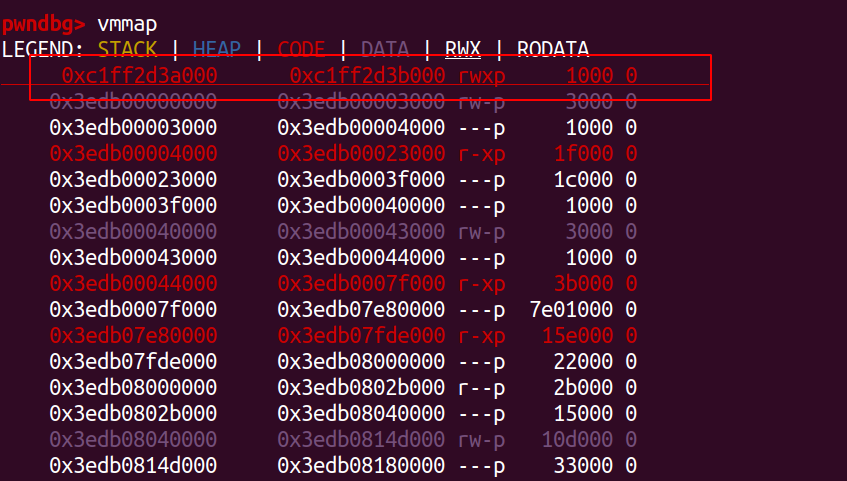 pwndbg> vmmap
LEGEND: STACK | HEAP | CODE | DATA | RWX | RODATA
0xc1ff2d3a000 0xc1ff2d3b000 rwxp 1000 0
0x3edb00000000 0x3edb00003000 rw-p 3000 0
0x3edb00003000 0x3edb00004000 ---p 1000 0
0x3edb00004000 0x3edb00023000 r-xp 1f000 0
0x3edb00023000 0x3edb0003f000 ---p 1c000 0
0x3edb0003f000 0x3edb00040000 ---p 1000 0
0x3edb00040000 0x3edb00043000 rw-p 3000 0
0x3edb00043000 0x3edb00044000 ---p 1000 0
0x3edb00044000 0x3edb0007f000 r-xp 3b000 0
0x3edb0007f000 0x3edb07e80000 ---p 7e01000 0
0x3edb07e80000 0x3edb07fde000 r-xp 15e000 0
0x3edb07fde000 0x3edb08000000 ---p 22000 0
0x3edb08000000 0x3edb0802b000 r--p 2b000 0
0x3edb0802b000 0x3edb08040000 ---p 15000 0
0x3edb08040000 0x3edb0814d000 rw-p 10d000 0
0x3edb0814d000 0x3edb08180000 ---p 33000 0